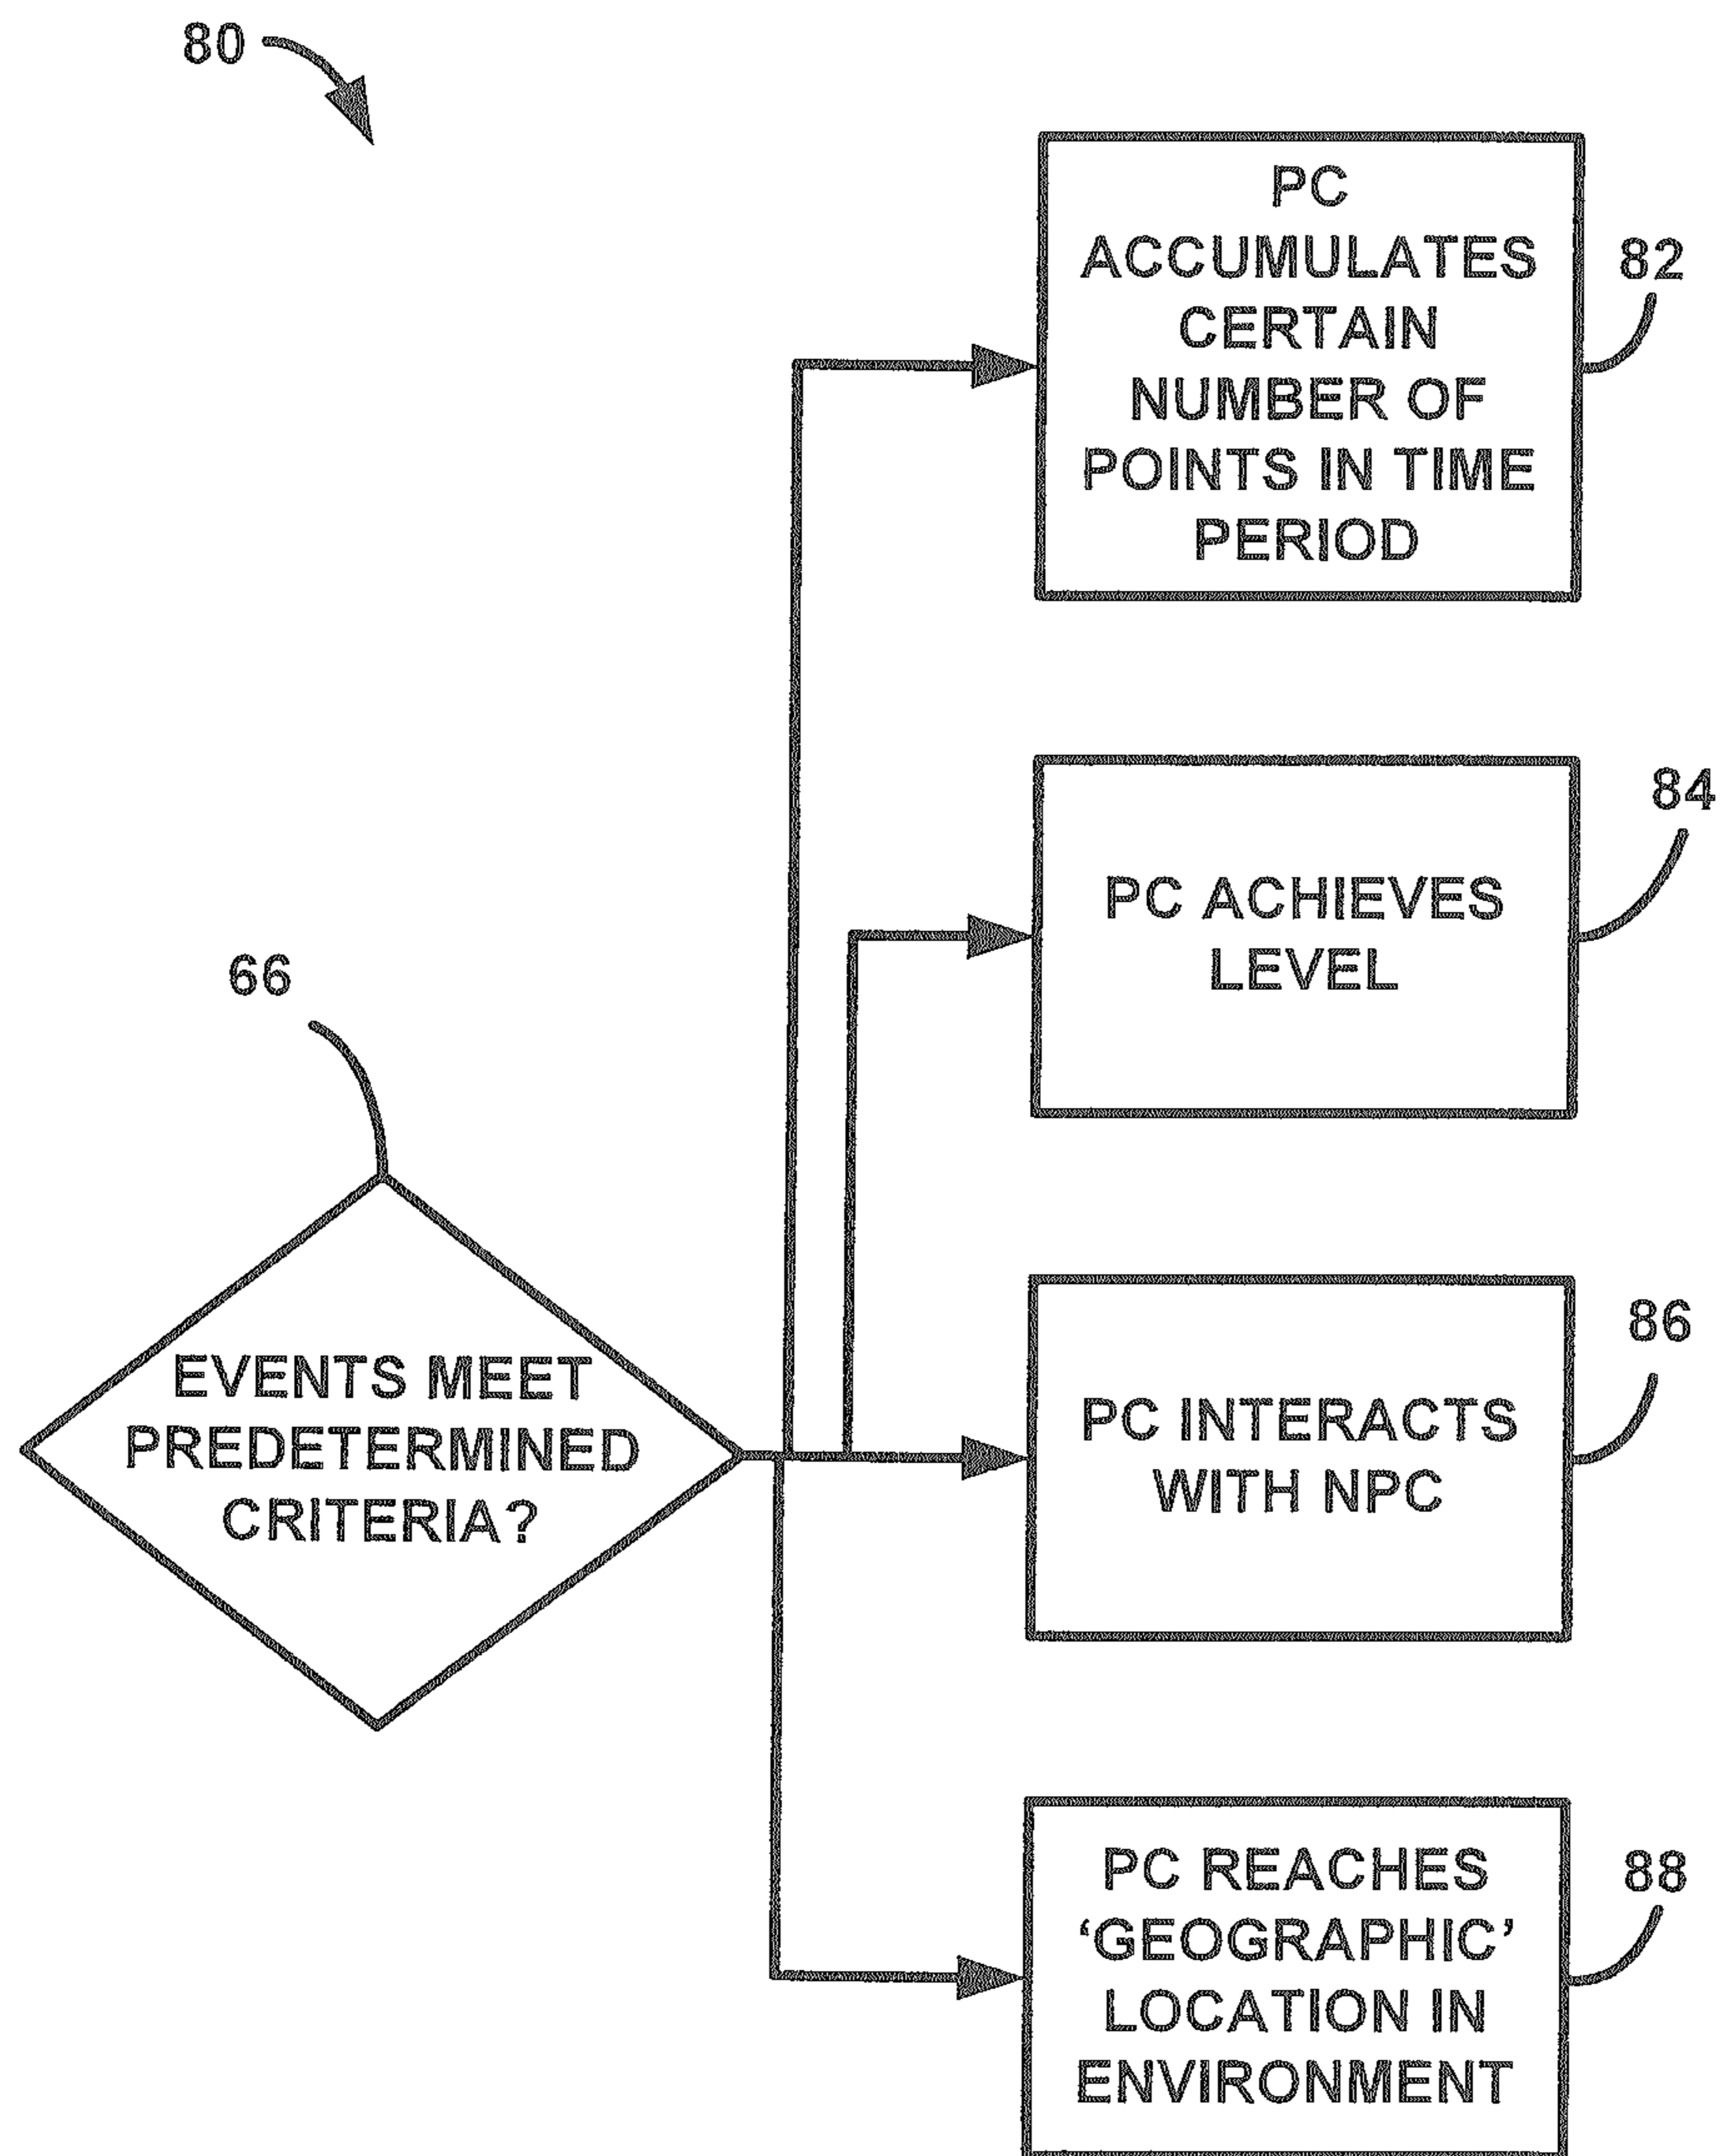 80
PC
ACCUMULATES
CERTAIN
NUMBER OF
POINTS IN TIME
PERIOD
82
PC ACHIEVES
LEVEL
84
66
EVENTS MEET
PREDETERMINED
CRITERIA?
PC INTERACTS
WITH NPC
86
PC REACHES
‘GEOGRAPHIC’
LOCATION IN
ENVIRONMENT
88